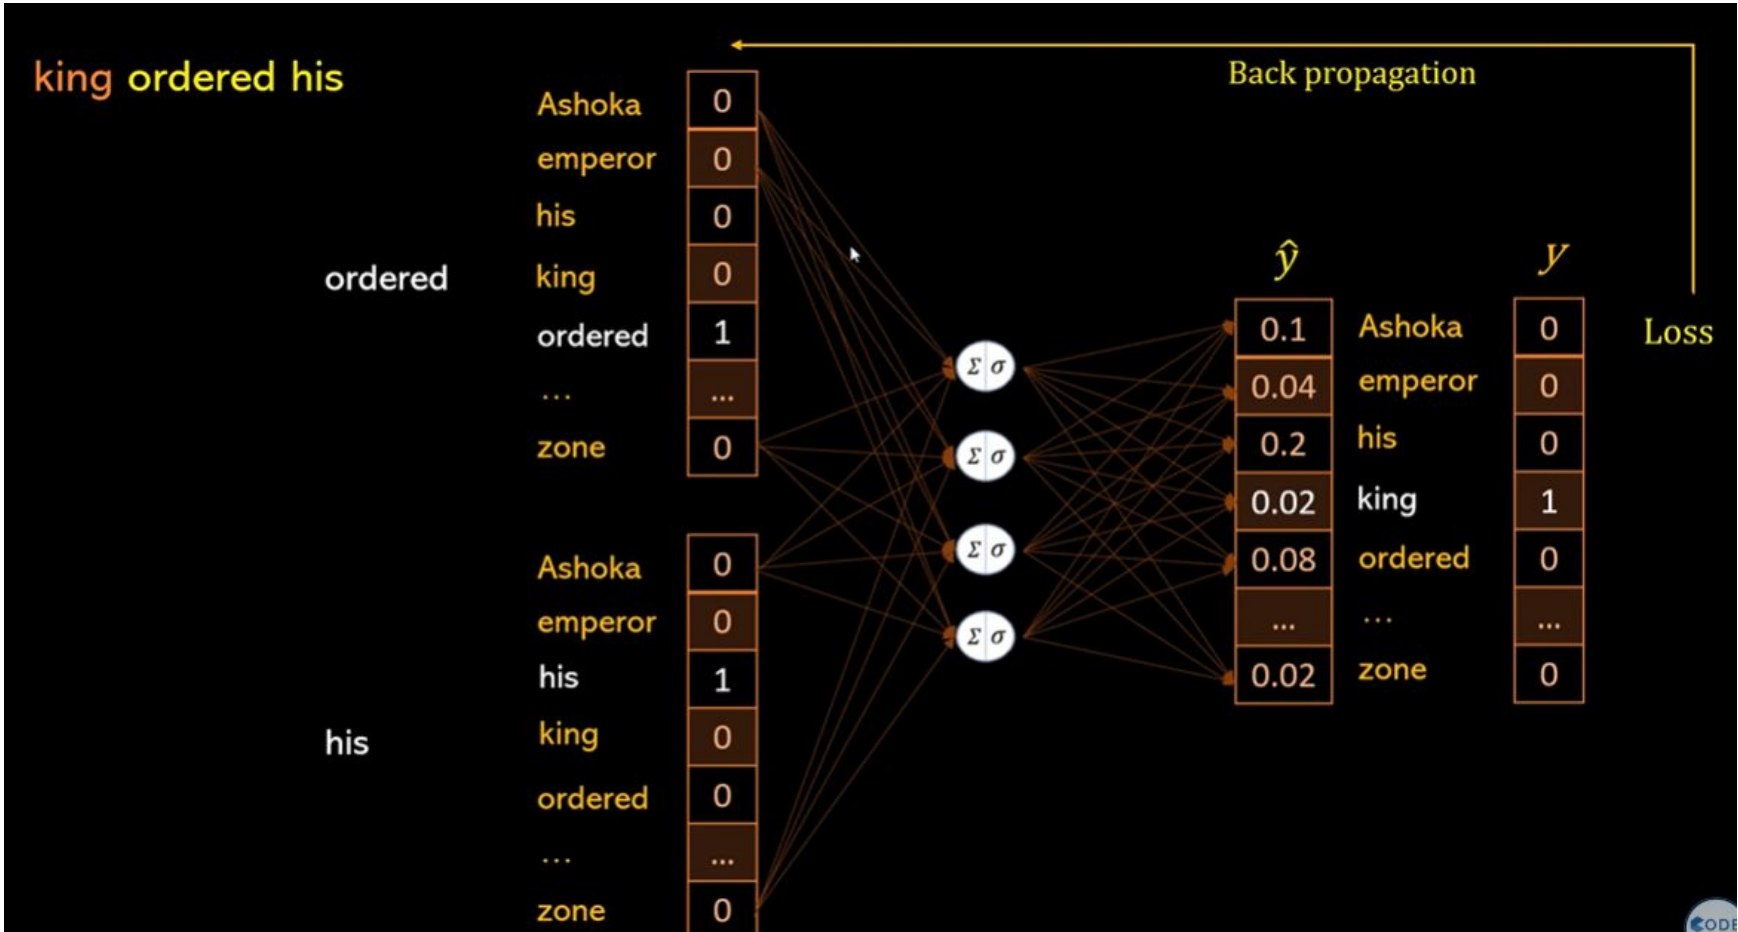 king ordered his
Back propagation
ordered
Ashoka 0
emperor 0
his 0
king 0
ordered 1
... ...
zone 0
his
Ashoka 0
emperor 0
his 1
king 0
ordered 0
... ...
zone 0
Σ σ
Σ σ
Σ σ
Σ σ
ŷ y
0.1 Ashoka 0
0.04 emperor 0
0.2 his 0
0.02 king 1
0.08 ordered 0
... ... ...
0.02 zone 0
Loss
CODE